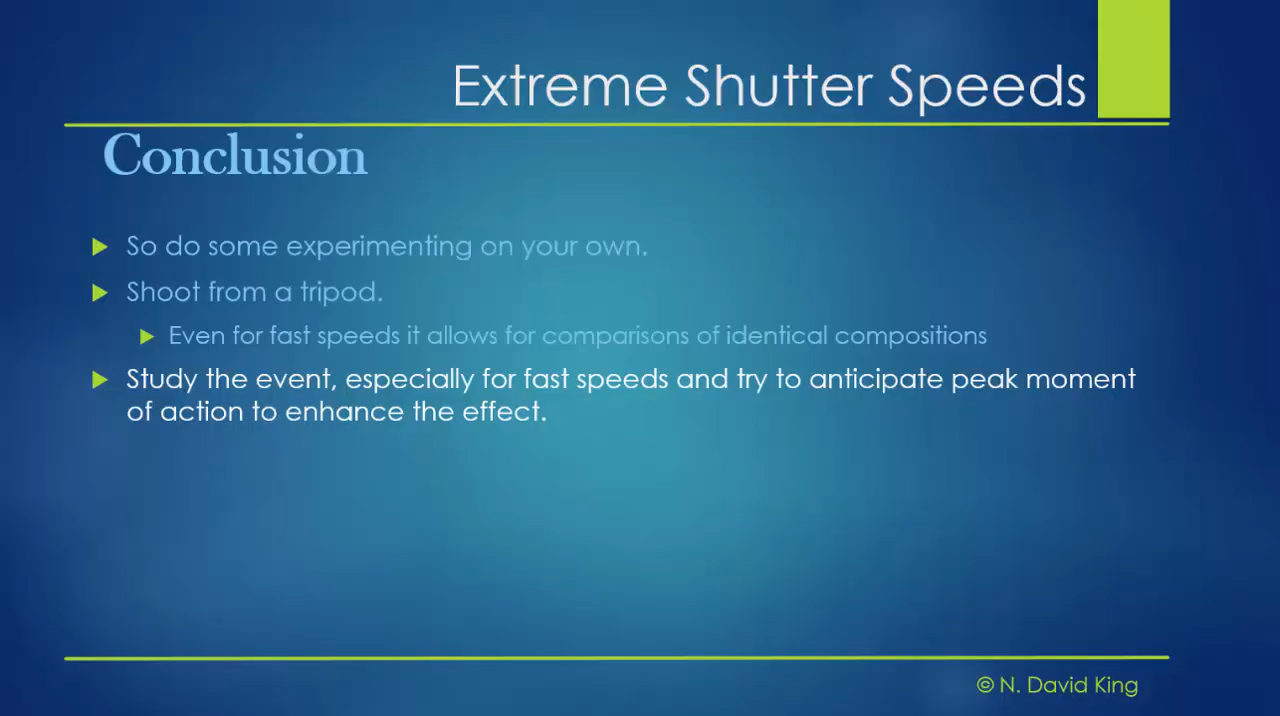 Extreme Shutter Speeds
Conclusion
So do some experimenting on your own.
Shoot from a tripod.
Even for fast speeds it allows for comparisons of identical compositions
Study the event, especially for fast speeds and try to anticipate peak moment
of action to enhance the effect.
© N. David King